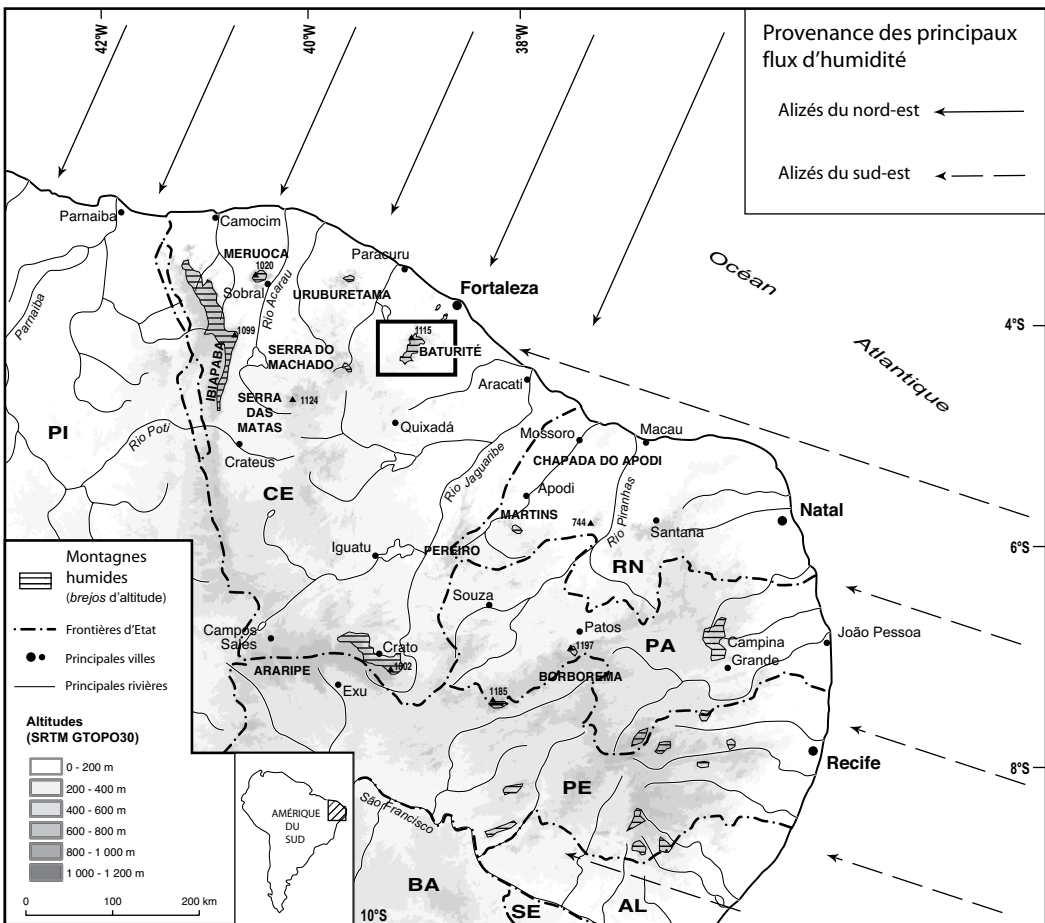 42°W
40°W
38°W
Provenance des principaux
flux d'humidité
Alizés du nord-est
Alizés du sud-est
Parnaiba
Camocim
MEROUCA
1020
Sobral
Rio Acarau
URUBURETAMA
Paracuru
Fortaleza
Océan
Atlantique
4°S
Parnaiba
1099
IBIAPABA
SERRA DO
MACHADO
1115
BATURITÉ
Aracati
SERRA
DAS
MATAS
1124
PI
Rio Poti
Crateus
Quixadá
Mossoro
Macau
CHAPADA DO APODI
Rio Jaguaribe
CE
Apodi
MARTINS
744
Rio Piranhas
Santana
Natal
Iguatu
PEREIRO
RN
6°S
Souza
Patos
PA
Campina
Grande
João Pessoa
Campos
Sales
Crato
1002
ARARIPE
Exu
1197
BORBOREMA
1185
Recife
8°S
PE
São Francisco
BA
SE
AL
10°S
Montagnes
humides
(brejos d'altitude)
Frontières d'Etat
Principales villes
Principales rivières
Altitudes
(SRTM GTOPO30)
0 - 200 m
200 - 400 m
400 - 600 m
600 - 800 m
800 - 1 000 m
1 000 - 1 200 m
0
100
200 km
AMÉRIQUE
DU
SUD